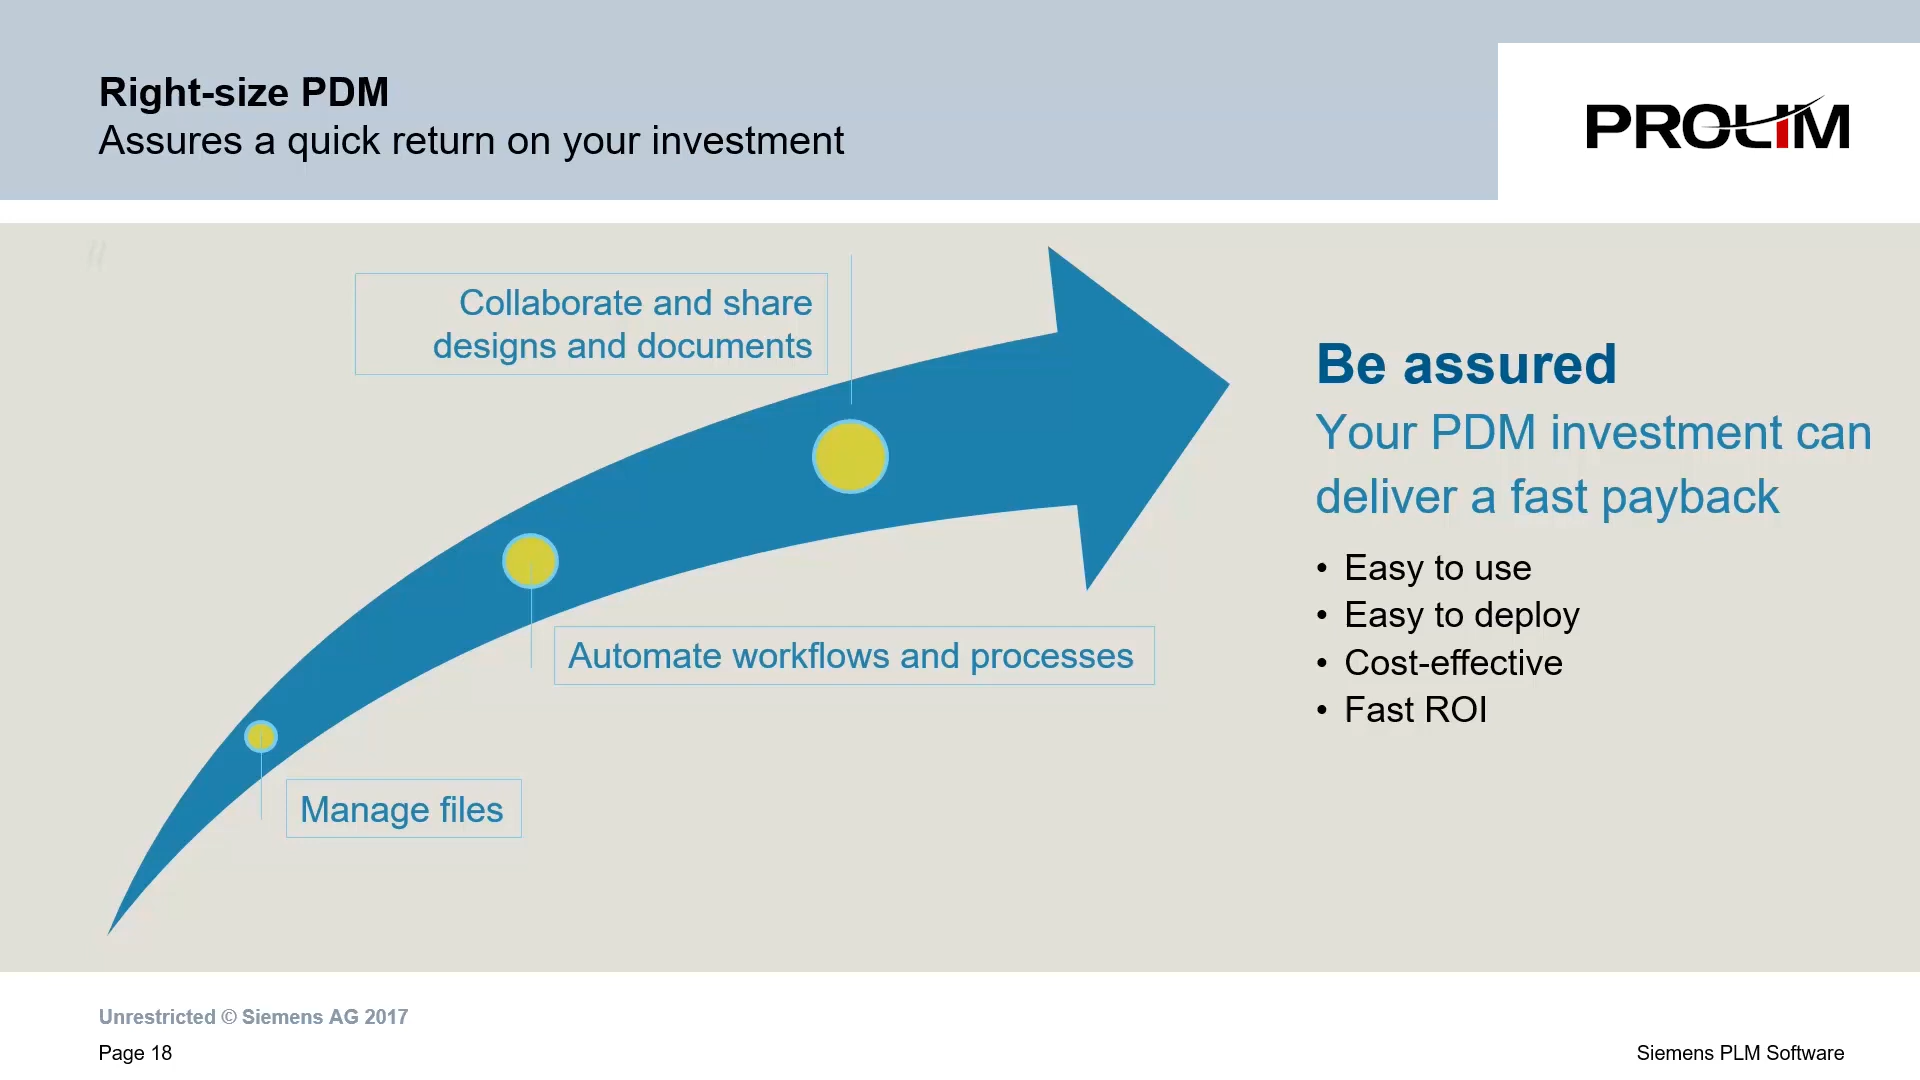 Right-size PDM
Assures a quick return on your investment
PROLIM
Collaborate and share
designs and documents
Automate workflows and processes
Manage files
Be assured
Your PDM investment can
deliver a fast payback
• Easy to use
• Easy to deploy
• Cost-effective
• Fast ROI
Unrestricted © Siemens AG 2017
Page 18
Siemens PLM Software